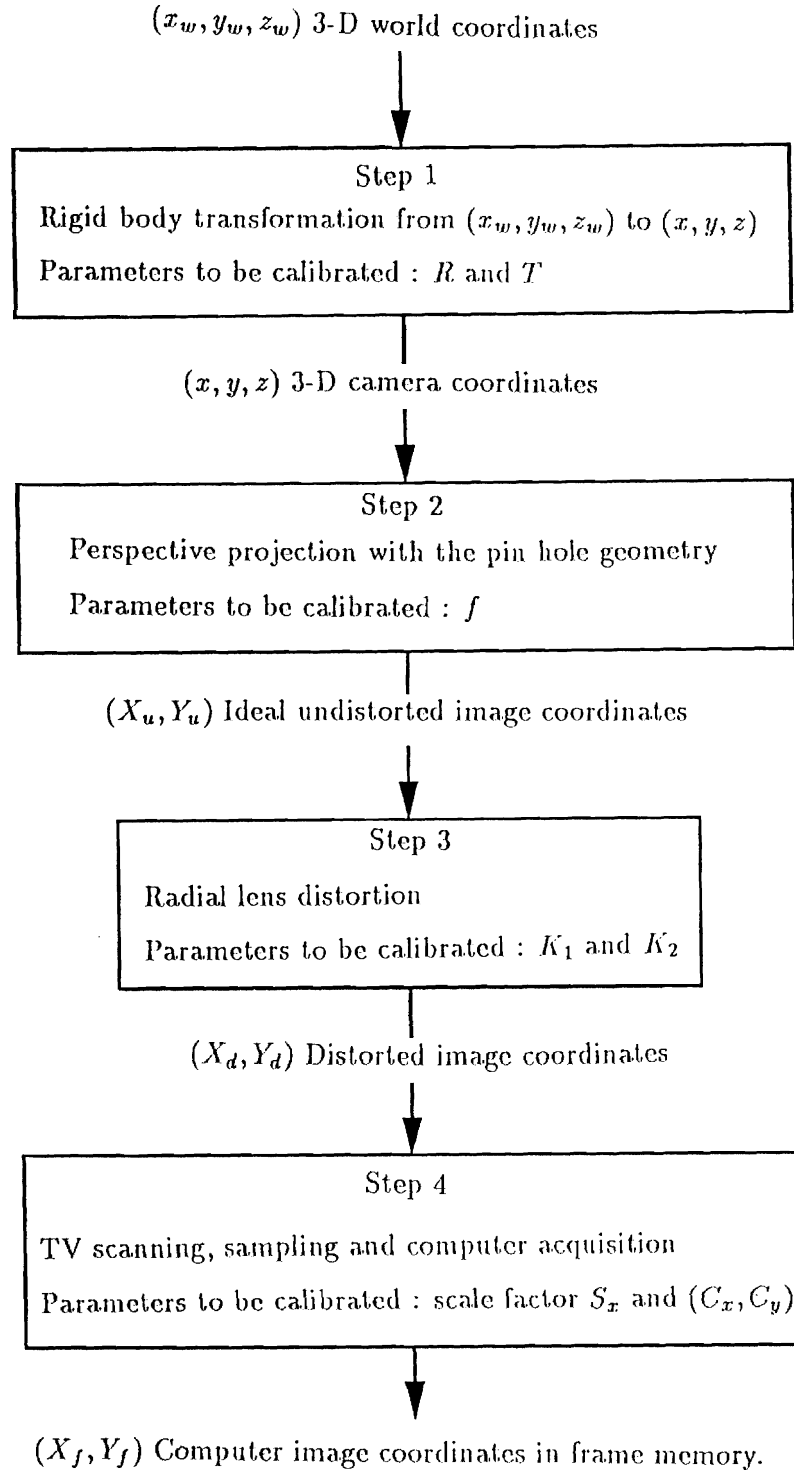 (x_w, y_w, z_w) 3-D world coordinates
Step 1
Rigid body transformation from (x_w, y_w, z_w) to (x, y, z)
Parameters to be calibrated : R and T
(x, y, z) 3-D camera coordinates
Step 2
Perspective projection with the pin hole geometry
Parameters to be calibrated : f
(X_u, Y_u) Ideal undistorted image coordinates
Step 3
Radial lens distortion
Parameters to be calibrated : K_1 and K_2
(X_d, Y_d) Distorted image coordinates
Step 4
TV scanning, sampling and computer acquisition
Parameters to be calibrated : scale factor S_x and (C_x, C_y)
(X_f, Y_f) Computer image coordinates in frame memory.